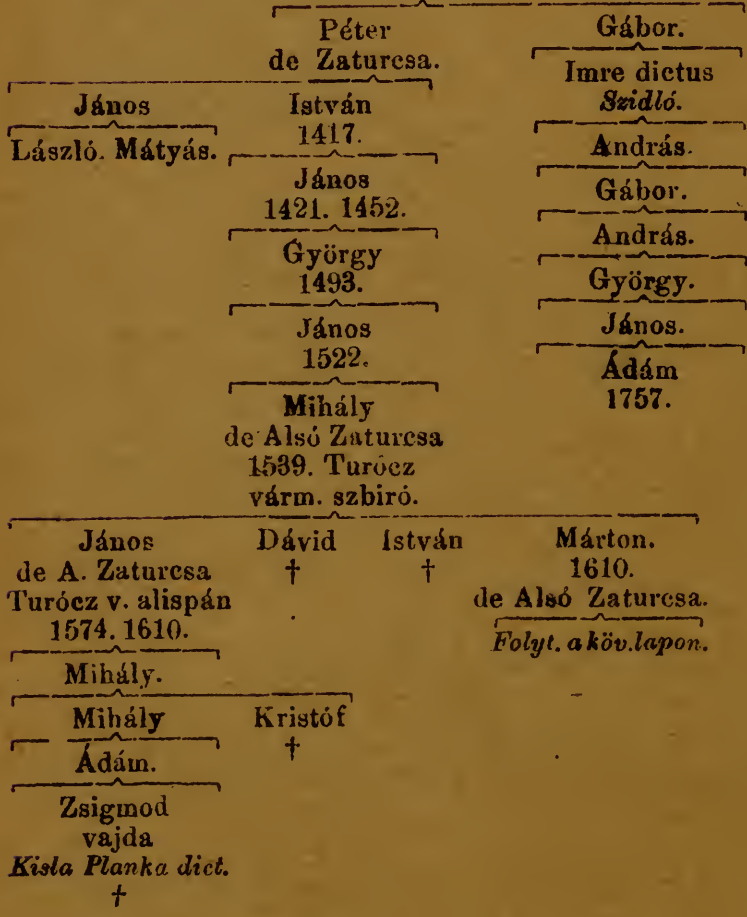 Péter
de Zaturcsa.
Gábor.
Imre dictus
Szidló.
János
István
1417.
András.
László. Mátyás.
János
1421. 1452.
Gábor.
András.
György
1493.
György.
János
1522.
János.
Ádám
1757.
Mihály
de Alsó Zaturcsa
1539. Turócz
várm. szbiró.
János
de A. Zaturcsa
Turócz v. alispán
1574. 1610.
Dávid
†
István
†
Márton.
1610.
de Alsó Zaturcsa.
Folyt. a köv. lapon.
Mihály.
Mihály
Kristóf
†
Ádám.
Zsigmod
vajda
Kisla Planka dict.
†